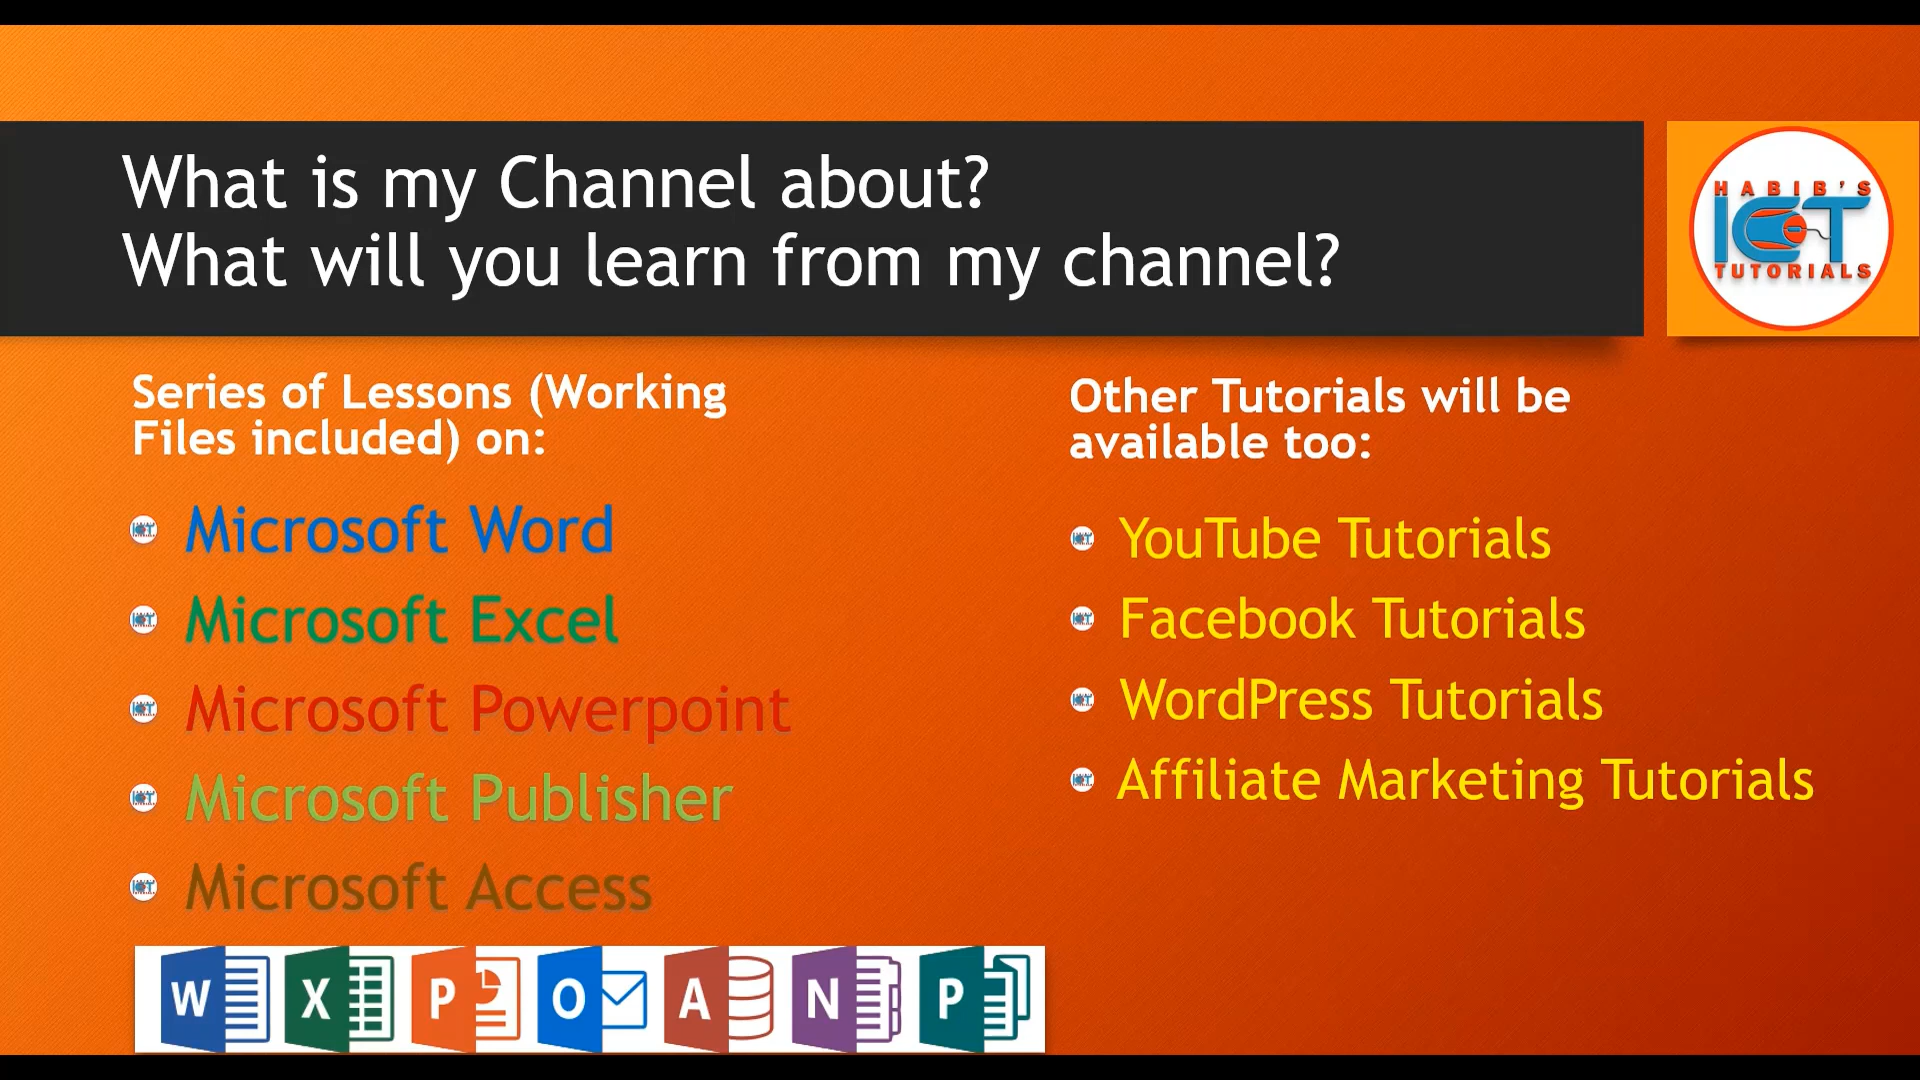 What is my Channel about?
What will you learn from my channel?
HABIB'S
ICT
TUTORIALS
Series of Lessons (Working
Files included) on:
Microsoft Word
Microsoft Excel
Microsoft Powerpoint
Microsoft Publisher
Microsoft Access
Other Tutorials will be
available too:
YouTube Tutorials
Facebook Tutorials
WordPress Tutorials
Affiliate Marketing Tutorials
W X P O A N P